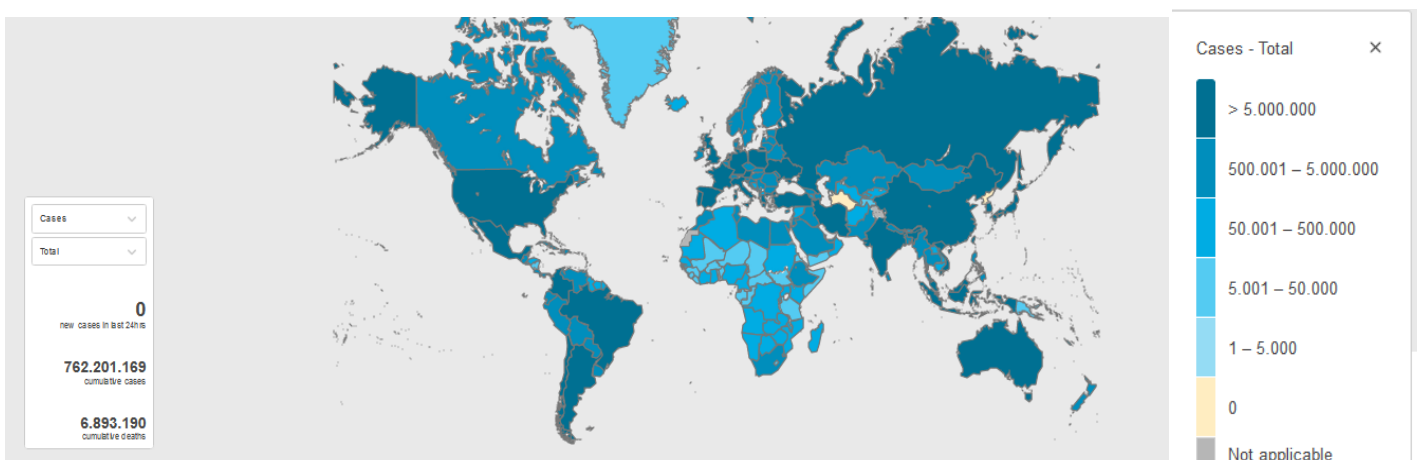 Cases
Total
0
new cases in last 24hrs
762.201.169
cumulative cases
6.893.190
cumulative deaths
Cases - Total ×
> 5.000.000
500.001 – 5.000.000
50.001 – 500.000
5.001 – 50.000
1 – 5.000
0
Not applicable